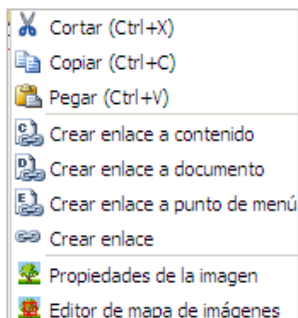 Cortar (Ctrl+X)
Copiar (Ctrl+C)
Pegar (Ctrl+V)
Crear enlace a contenido
Crear enlace a documento
Crear enlace a punto de menú
Crear enlace
Propiedades de la imagen
Editor de mapa de imágenes